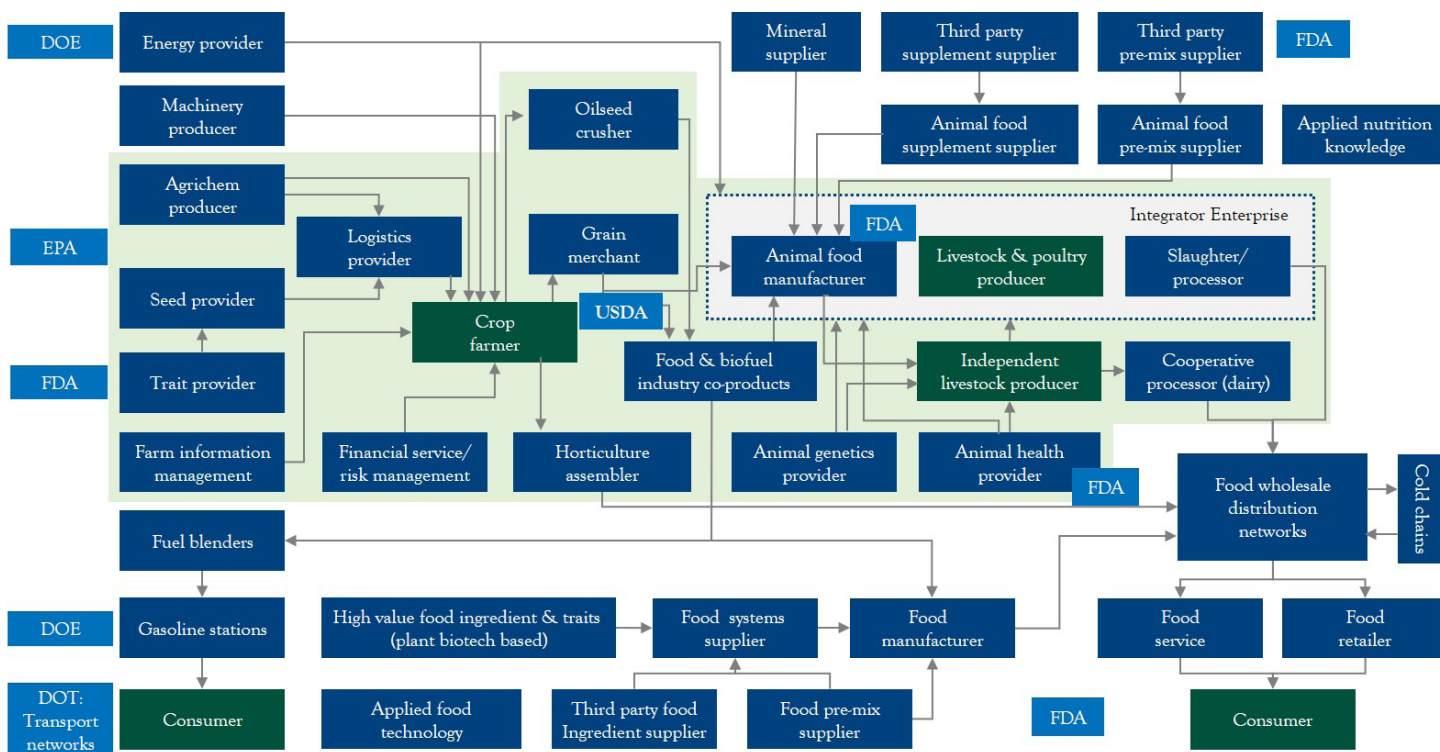 DOE
Energy provider
Mineral
supplier
Third party
supplement supplier
Third party
pre-mix supplier
FDA
Machinery
producer
Oilseed
crusher
Animal food
supplement supplier
Animal food
pre-mix supplier
Applied nutrition
knowledge
Agrichem
producer
Integrator Enterprise
EPA
Logistics
provider
Grain
merchant
FDA
Animal food
manufacturer
Livestock & poultry
producer
Slaughter/
processor
Seed provider
USDA
Crop
farmer
FDA
Trait provider
Food & biofuel
industry co-products
Independent
livestock producer
Cooperative
processor (dairy)
Farm information
management
Financial service/
risk management
Horticulture
assembler
Animal genetics
provider
Animal health
provider
FDA
Food wholesale
distribution
networks
Cold chains
Fuel blenders
DOE
Gasoline stations
High value food ingredient & traits
(plant biotech based)
Food systems
supplier
Food
manufacturer
Food
service
Food
retailer
DOT:
Transport
networks
Consumer
Applied food
technology
Third party food
Ingredient supplier
Food pre-mix
supplier
FDA
Consumer